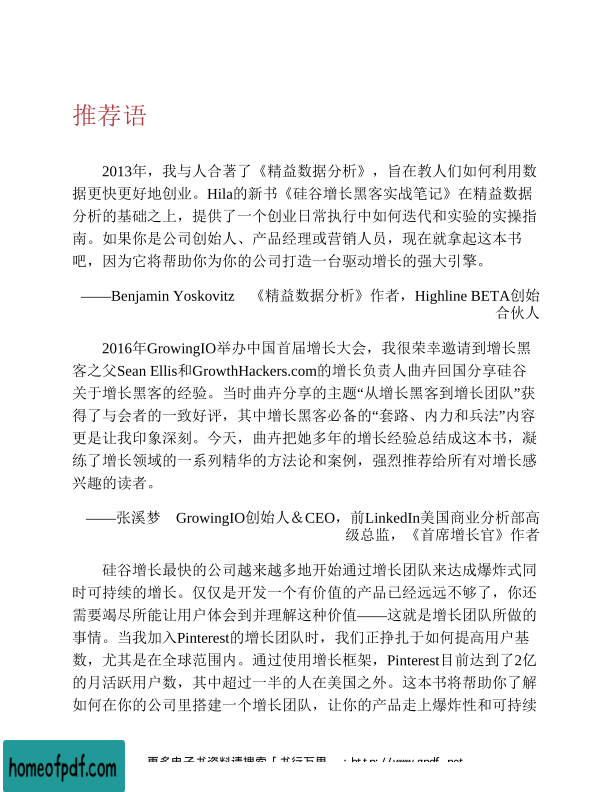 推荐语
2013年，我与人合著了《精益数据分析》，旨在教人们如何利用数
据更快更好地创业。Hila的新书《硅谷增长黑客实战笔记》在精益数据
分析的基础之上，提供了一个创业日常执行中如何迭代和实验的实操指
南。如果你是公司创始人、产品经理或营销人员，现在就拿起这本书
吧，因为它将帮助你为你的公司打造一台驱动增长的强大引擎。
——Benjamin Yoskovitz 《精益数据分析》作者，Highline BETA创始
合伙人
2016年GrowingIO举办中国首届增长大会，我很荣幸邀请到增长黑
客之父Sean Ellis和GrowthHackers.com的增长负责人曲卉回国分享硅谷
关于增长黑客的经验。当时曲卉分享的主题“从增长黑客到增长团队”获
得了与会者的一致好评，其中增长黑客必备的“套路、内力和兵法”内容
更是让我印象深刻。今天，曲卉把她多年的增长经验总结成这本书，凝
练了增长领域的一系列精华的方法论和案例，强烈推荐给所有对增长感
兴趣的读者。
——张溪梦 GrowingIO创始人＆CEO，前LinkedIn美国商业分析部高
级总监，《首席增长官》作者
硅谷增长最快的公司越来越多地开始通过增长团队来达成爆炸式同
时可持续的增长。仅仅是开发一个有价值的产品已经远远不够了，你还
需要竭尽所能让用户体会到并理解这种价值——这就是增长团队所做的
事情。当我加入Pinterest的增长团队时，我们正挣扎于如何提高用户基
数，尤其是在全球范围内。通过使用增长框架，Pinterest目前达到了2亿
的月活跃用户数，其中超过一半的人在美国之外。这本书将帮助你了解
如何在你的公司里搭建一个增长团队，让你的产品走上爆炸性和可持续
更多电子书资料请搜索「书行万里
homeofpdf.com